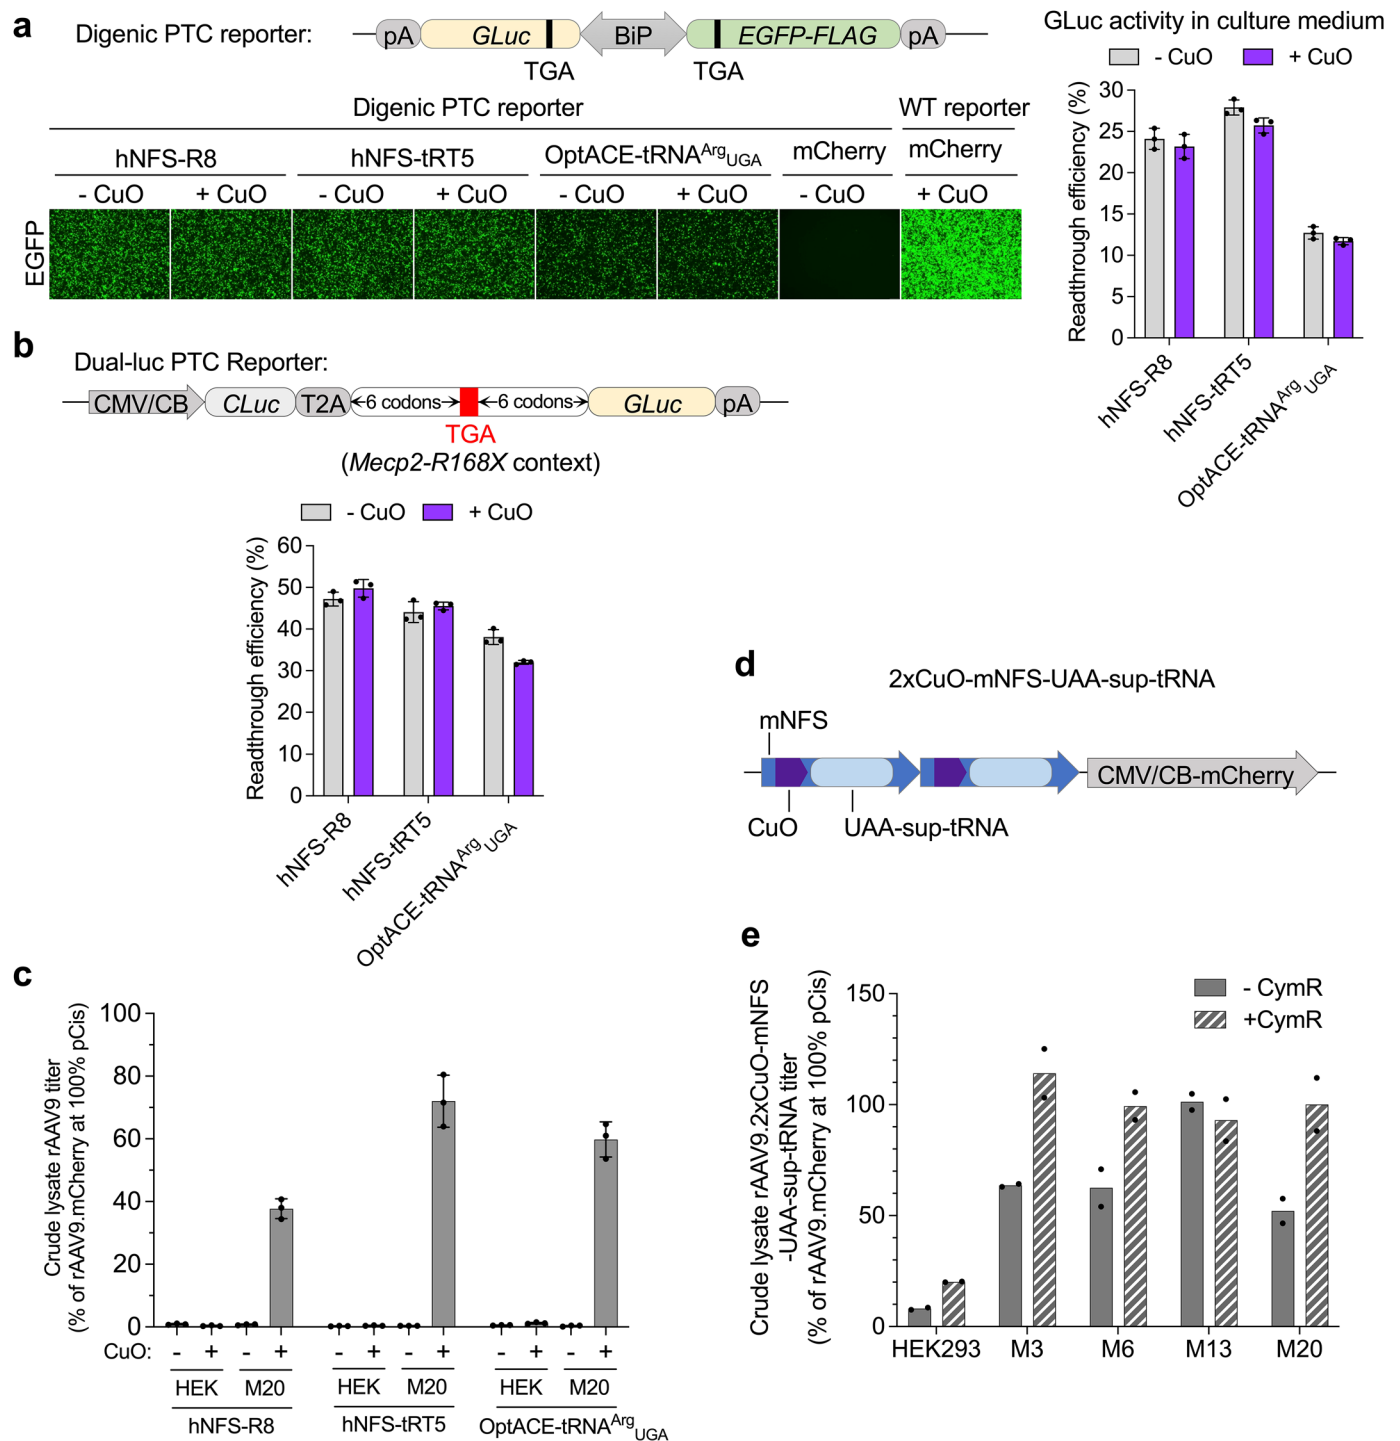 a
Digenic PTC reporter:
pA GLuc BiP EGFP-FLAG pA
TGA TGA
Digenic PTC reporter WT reporter
hNFS-R8 hNFS-tRT5 OptACE-tRNA^Arg_UGA mCherry mCherry
- CuO + CuO - CuO + CuO - CuO + CuO - CuO + CuO
EGFP
GLuc activity in culture medium
- CuO + CuO
Readthrough efficiency (%)
30
25
20
15
10
5
0
hNFS-R8
hNFS-tRT5
OptACE-tRNA^Arg_UGA
b
Dual-luc PTC Reporter:
CMV/CB CLuc T2A 6 codons 6 codons GLuc pA
TGA
(Mecp2-R168X context)
- CuO + CuO
Readthrough efficiency (%)
60
50
40
30
20
10
0
hNFS-R8
hNFS-tRT5
OptACE-tRNA^Arg_UGA
c
Crude lysate rAAV9 titer
(% of rAAV9.mCherry at 100% pCis)
100
80
60
40
20
0
CuO: - + - + - + - + - + - +
HEK M20 HEK M20 HEK M20
hNFS-R8 hNFS-tRT5 OptACE-tRNA^Arg_UGA
d
2xCuO-mNFS-UAA-sup-tRNA
mNFS
CMV/CB-mCherry
CuO UAA-sup-tRNA
e
Crude lysate rAAV9.2xCuO-mNFS
-UAA-sup-tRNA titer
(% of rAAV9.mCherry at 100% pCis)
- CymR
+CymR
150
100
50
0
HEK293 M3 M6 M13 M20